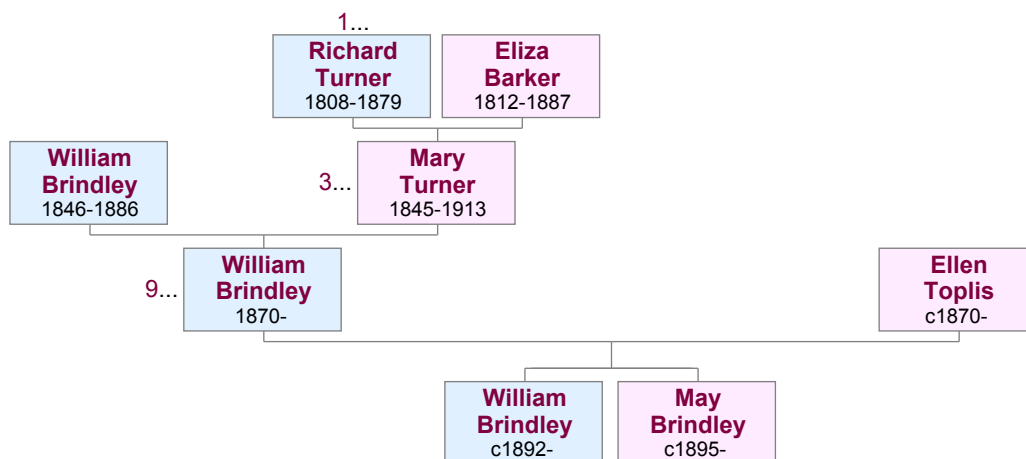 1...
Richard
Turner
1808-1879
Eliza
Barker
1812-1887
William
Brindley
1846-1886
3...
Mary
Turner
1845-1913
9...
William
Brindley
1870-
Ellen
Toplis
c1870-
William
Brindley
c1892-
May
Brindley
c1895-